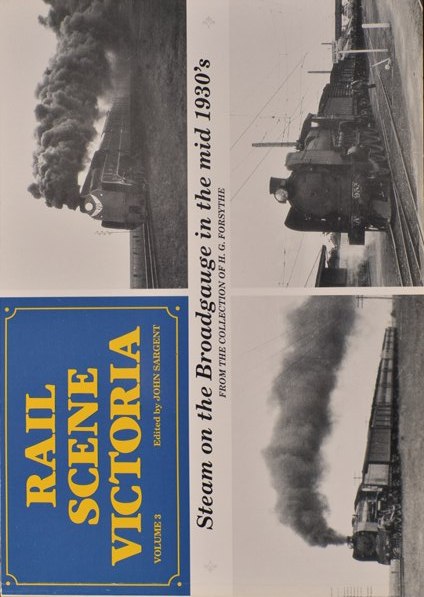 RAIL
SCENE
VICTORIA
VOLUME 3
Edited by JOHN SARGENT
Steam on the Broadgauge in the mid 1930's
FROM THE COLLECTION OF H. G. FORSYTHE